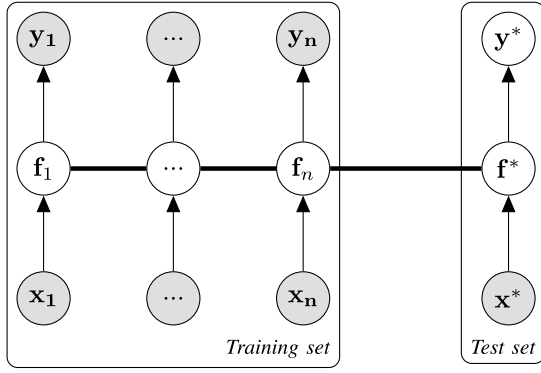 y₁ ... yₙ y*
f₁ ... fₙ f*
x₁ ... xₙ x*
Training set Test set